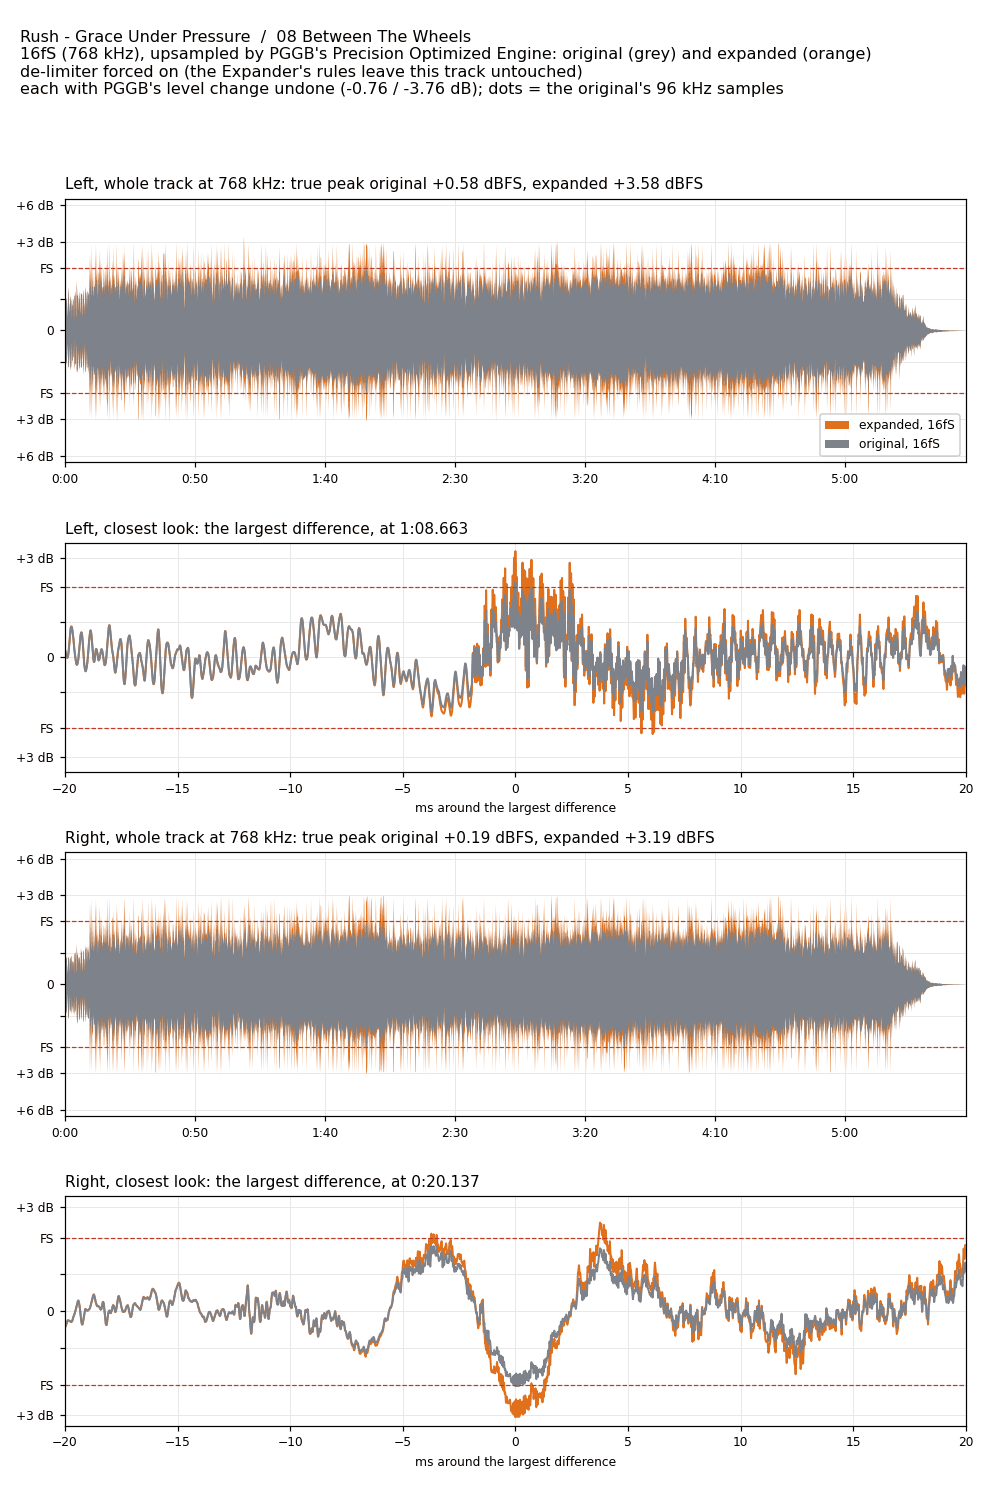 Rush - Grace Under Pressure  /  08 Between The Wheels
16fS (768 kHz), upsampled by PGGB's Precision Optimized Engine: original (grey) and expanded (orange)
de-limiter forced on (the Expander's rules leave this track untouched)
each with PGGB's level change undone (-0.76 / -3.76 dB); dots = the original's 96 kHz samples
Left, whole track at 768 kHz: true peak original +0.58 dBFS, expanded +3.58 dBFS
+6 dB
+3 dB
FS
0
FS
+3 dB
+6 dB
expanded, 16fS
original, 16fS
0:00 0:50 1:40 2:30 3:20 4:10 5:00
Left, closest look: the largest difference, at 1:08.663
+3 dB
FS
0
FS
+3 dB
−20 −15 −10 −5 0 5 10 15 20
ms around the largest difference
Right, whole track at 768 kHz: true peak original +0.19 dBFS, expanded +3.19 dBFS
+6 dB
+3 dB
FS
0
FS
+3 dB
+6 dB
0:00 0:50 1:40 2:30 3:20 4:10 5:00
Right, closest look: the largest difference, at 0:20.137
+3 dB
FS
0
FS
+3 dB
−20 −15 −10 −5 0 5 10 15 20
ms around the largest difference